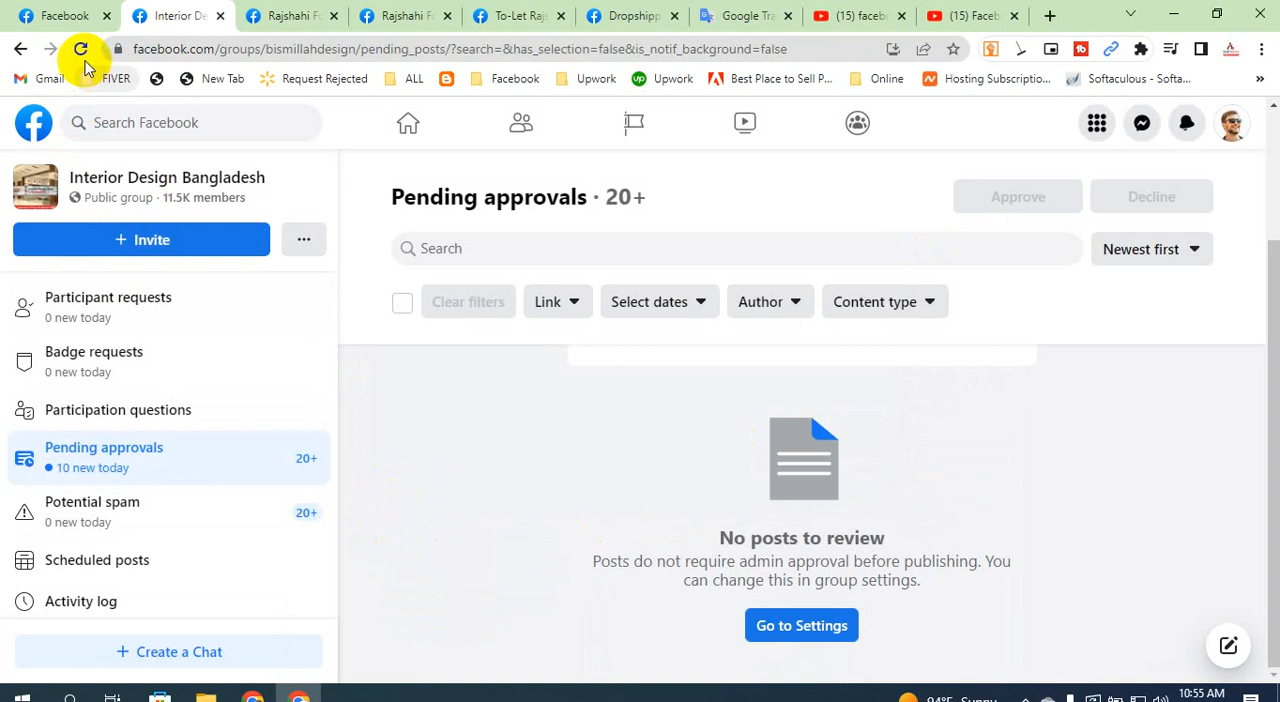 Facebook
Interior De
Rajshahi Fo
Rajshahi Fo
To-Let Rajs
Dropshipp
Google Tra
(15) facebo
(15) Faceb
facebook.com/groups/bismillahdesign/pending_posts/?search=&has_selection=false&is_notif_background=false
Gmail
FIVER
New Tab
Request Rejected
ALL
Facebook
Upwork
Upwork
Best Place to Sell P...
Online
Hosting Subscriptio...
Softaculous - Softa...
»
Search Facebook
Interior Design Bangladesh
Public group · 11.5K members
+ Invite
...
Participant requests
0 new today
Badge requests
0 new today
Participation questions
Pending approvals
10 new today
20+
Potential spam
0 new today
20+
Scheduled posts
Activity log
+ Create a Chat
Pending approvals · 20+
Approve
Decline
Search
Newest first
Clear filters
Link
Select dates
Author
Content type
No posts to review
Posts do not require admin approval before publishing. You
can change this in group settings.
Go to Settings
94°F Sunny
10:55 AM